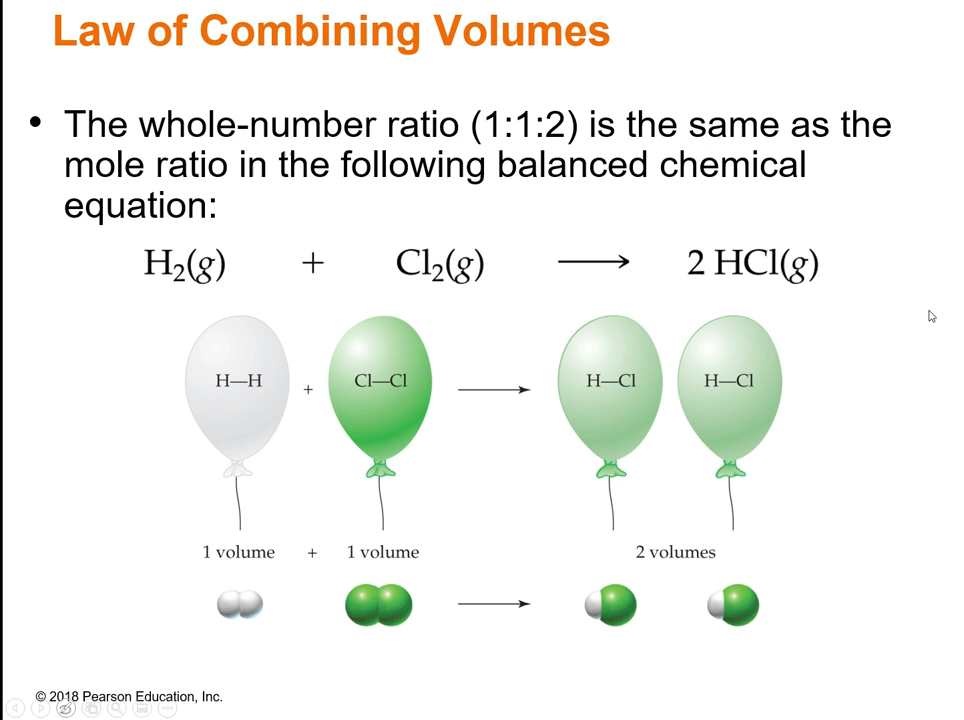 Law of Combining Volumes
• The whole-number ratio (1:1:2) is the same as the
mole ratio in the following balanced chemical
equation:
H₂(g) + Cl₂(g) ⟶ 2 HCl(g)
H—H + Cl—Cl ⟶ H—Cl H—Cl
1 volume + 1 volume 2 volumes
© 2018 Pearson Education, Inc.